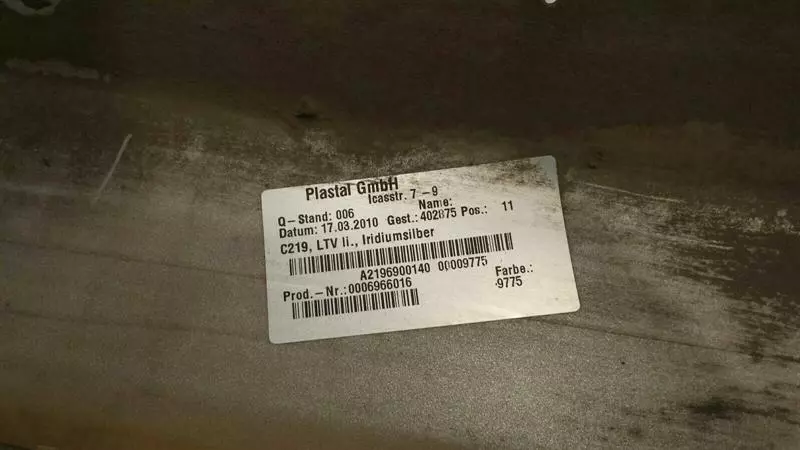 Plastal GmbH
Icasstr. 7-9
Q-Stand: 006 Name:
Datum: 17.03.2010 Gest.: 402875 Pos.: 11
C219, LTV li., Iridiumsilber
A2196900140 00009775
Prod.-Nr.:0006966016 Farbe.:
9775